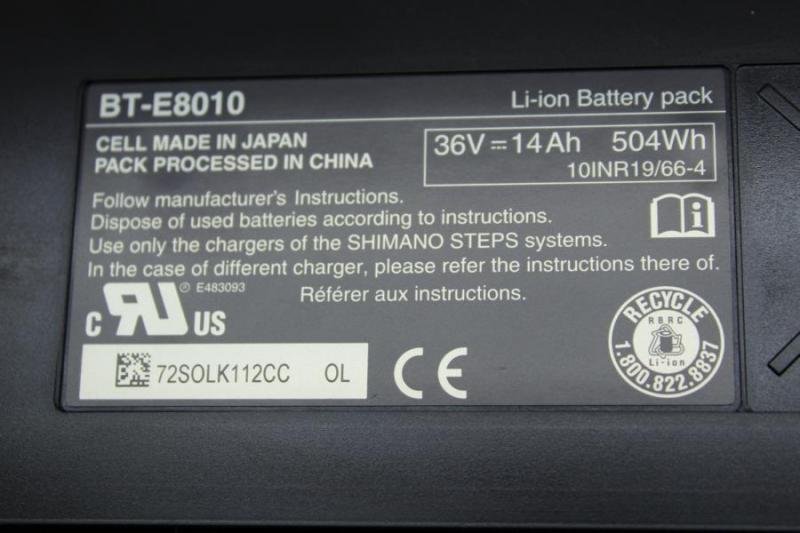 BT-E8010
Li-ion Battery pack
CELL MADE IN JAPAN
PACK PROCESSED IN CHINA
36V⎓14Ah 504Wh
10INR19/66-4
Follow manufacturer's Instructions.
Dispose of used batteries according to instructions.
Use only the chargers of the SHIMANO STEPS systems.
In the case of different charger, please refer the instructions there of.
Référer aux instructions.
c RU US ® E483093
72SOLK112CC OL
CE
RECYCLE
RBRC
Li-ion
1.800.822.8837